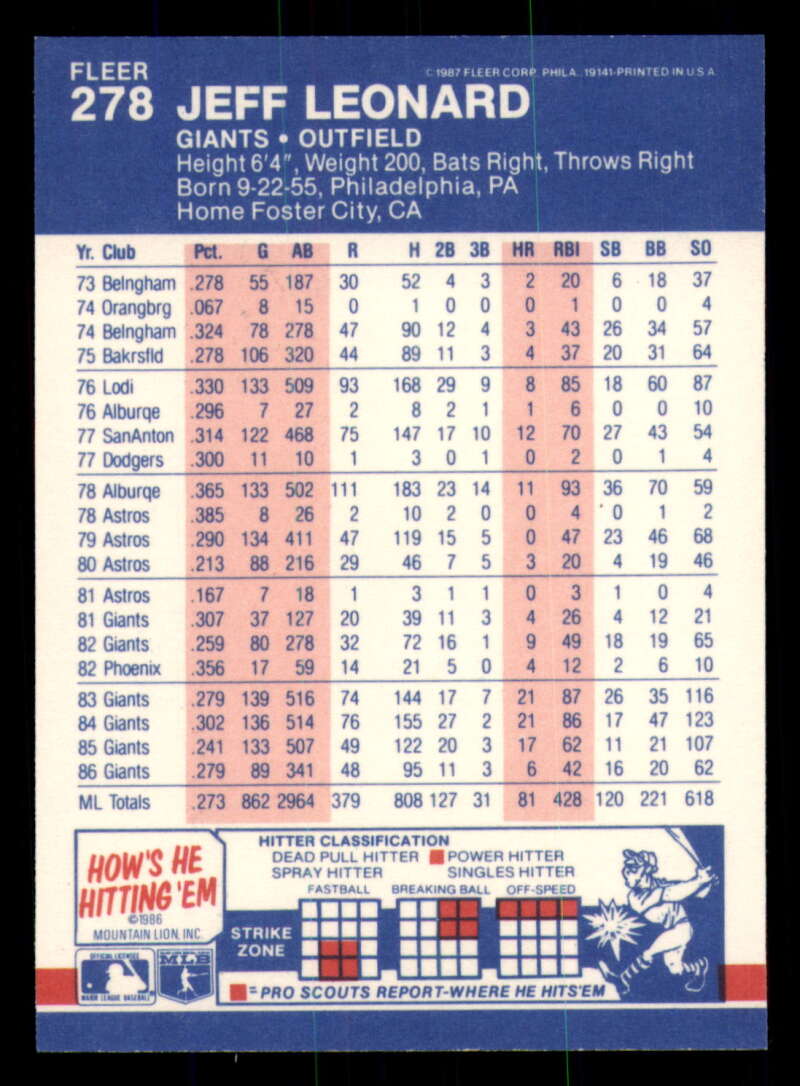 FLEER
© 1987 FLEER CORP. PHILA. 19141-PRINTED IN U.S.A.
278 JEFF LEONARD
GIANTS • OUTFIELD
Height 6'4", Weight 200, Bats Right, Throws Right
Born 9-22-55, Philadelphia, PA
Home Foster City, CA
Yr. Club Pct. G AB R H 2B 3B HR RBI SB BB SO
73 Belngham .278 55 187 30 52 4 3 2 20 6 18 37
74 Orangbrg .067 8 15 0 1 0 0 0 1 0 0 4
74 Belngham .324 78 278 47 90 12 4 3 43 26 34 57
75 Bakrsfld .278 106 320 44 89 11 3 4 37 20 31 64
76 Lodi .330 133 509 93 168 29 9 8 85 18 60 87
76 Alburqe .296 7 27 2 8 2 1 1 6 0 0 10
77 SanAnton .314 122 468 75 147 17 10 12 70 27 43 54
77 Dodgers .300 11 10 1 3 0 1 0 2 0 1 4
78 Alburqe .365 133 502 111 183 23 14 11 93 36 70 59
78 Astros .385 8 26 2 10 2 0 0 4 0 1 2
79 Astros .290 134 411 47 119 15 5 0 47 23 46 68
80 Astros .213 88 216 29 46 7 5 3 20 4 19 46
81 Astros .167 7 18 1 3 1 1 0 3 1 0 4
81 Giants .307 37 127 20 39 11 3 4 26 4 12 21
82 Giants .259 80 278 32 72 16 1 9 49 18 19 65
82 Phoenix .356 17 59 14 21 5 0 4 12 2 6 10
83 Giants .279 139 516 74 144 17 7 21 87 26 35 116
84 Giants .302 136 514 76 155 27 2 21 86 17 47 123
85 Giants .241 133 507 49 122 20 3 17 62 11 21 107
86 Giants .279 89 341 48 95 11 3 6 42 16 20 62
ML Totals .273 862 2964 379 808 127 31 81 428 120 221 618
HOW'S HE
HITTING 'EM
©1986
MOUNTAIN LION, INC.
HITTER CLASSIFICATION
DEAD PULL HITTER POWER HITTER
SPRAY HITTER SINGLES HITTER
FASTBALL BREAKING BALL OFF-SPEED
STRIKE
ZONE
= PRO SCOUTS REPORT-WHERE HE HITS 'EM
OFFICIAL LICENSEE
MAJOR LEAGUE BASEBALL
MLB